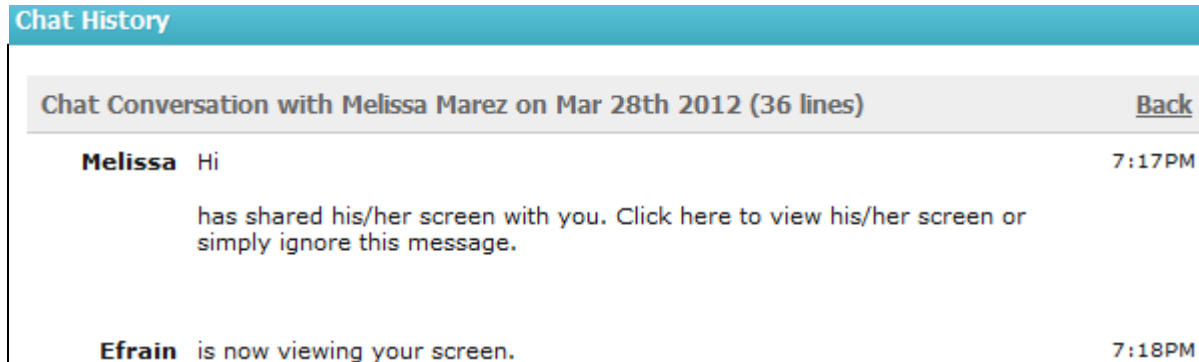 Chat History
Chat Conversation with Melissa Marez on Mar 28th 2012 (36 lines) Back
Melissa Hi 7:17PM
has shared his/her screen with you. Click here to view his/her screen or
simply ignore this message.
Efrain is now viewing your screen. 7:18PM